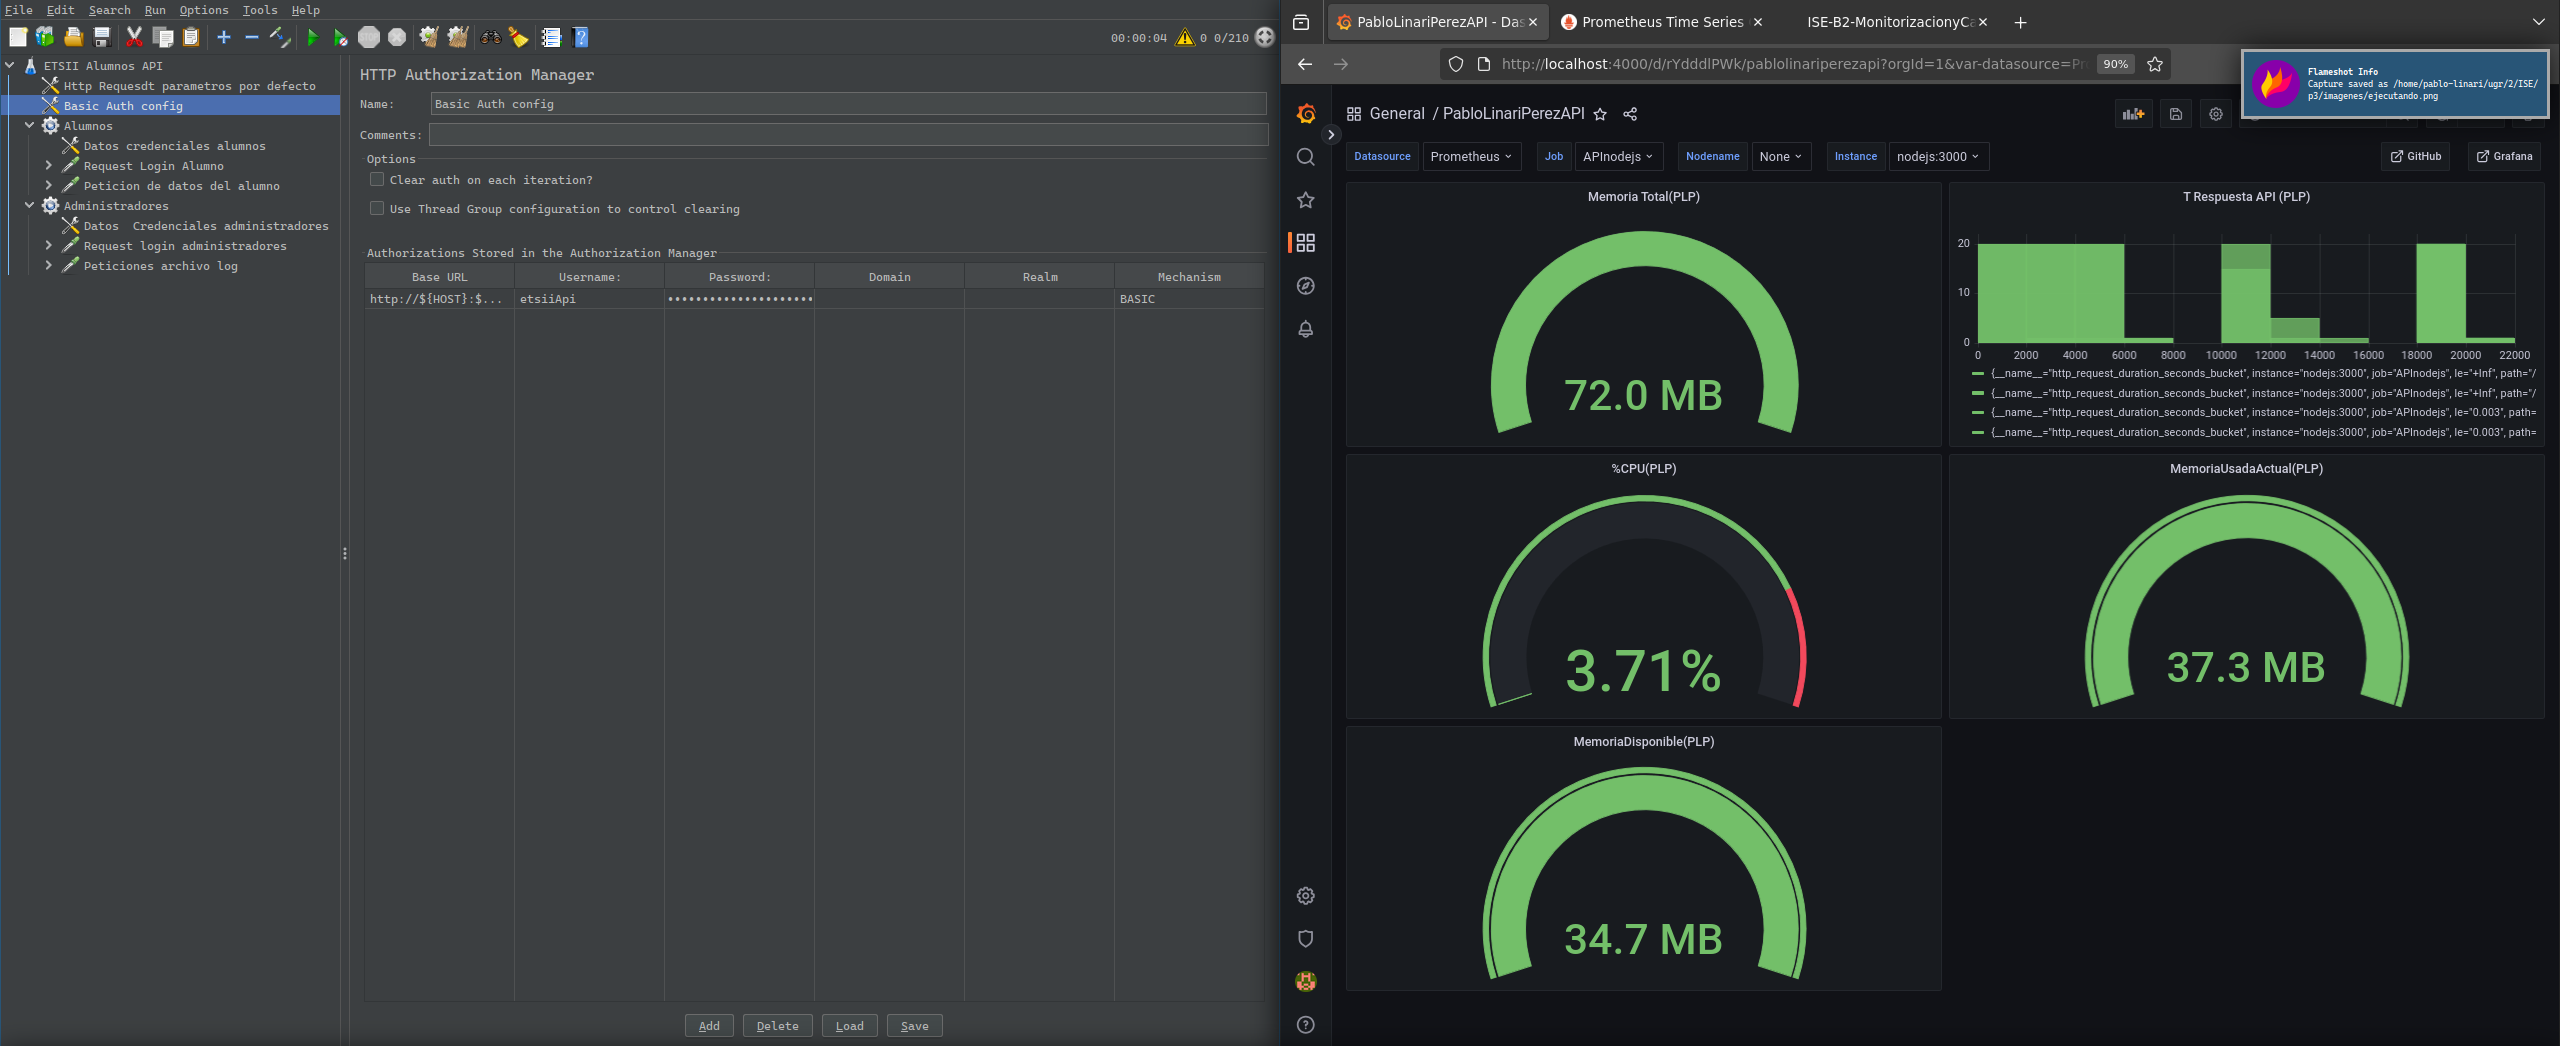 File Edit Search Run Options Tools Help
00:00:04 0 0/210
ETSII Alumnos API
Http Requesdt parametros por defecto
Basic Auth config
Alumnos
Datos credenciales alumnos
Request Login Alumno
Peticion de datos del alumno
Administradores
Datos Credenciales administradores
Request login administradores
Peticiones archivo log
HTTP Authorization Manager
Name: Basic Auth config
Comments:
Options
Clear auth on each iteration?
Use Thread Group configuration to control clearing
Authorizations Stored in the Authorization Manager
Base URL Username: Password: Domain Realm Mechanism
http://${HOST}:$... etsiiApi ••••••••••••••••••••• BASIC
Add Delete Load Save
PabloLinariPerezAPI - Das
Prometheus Time Series
ISE-B2-MonitorizacionyCa
http://localhost:4000/d/rYdddlPWk/pablolinariperezapi?orgId=1&var-datasource=Pr
90%
Flameshot Info
Capture saved as /home/pablo-linari/ugr/2/ISE/
p3/imagenes/ejecutando.png
General / PabloLinariPerezAPI
Datasource Prometheus Job APInodejs Nodename None Instance nodejs:3000 GitHub Grafana
Memoria Total(PLP)
72.0 MB
T Respuesta API (PLP)
20
10
0
0 2000 4000 6000 8000 10000 12000 14000 16000 18000 20000 22000
{__name__="http_request_duration_seconds_bucket", instance="nodejs:3000", job="APInodejs", le="+Inf", path="/
{__name__="http_request_duration_seconds_bucket", instance="nodejs:3000", job="APInodejs", le="+Inf", path="/
{__name__="http_request_duration_seconds_bucket", instance="nodejs:3000", job="APInodejs", le="0.003", path=
{__name__="http_request_duration_seconds_bucket", instance="nodejs:3000", job="APInodejs", le="0.003", path=
%CPU(PLP)
3.71%
MemoriaUsadaActual(PLP)
37.3 MB
MemoriaDisponible(PLP)
34.7 MB